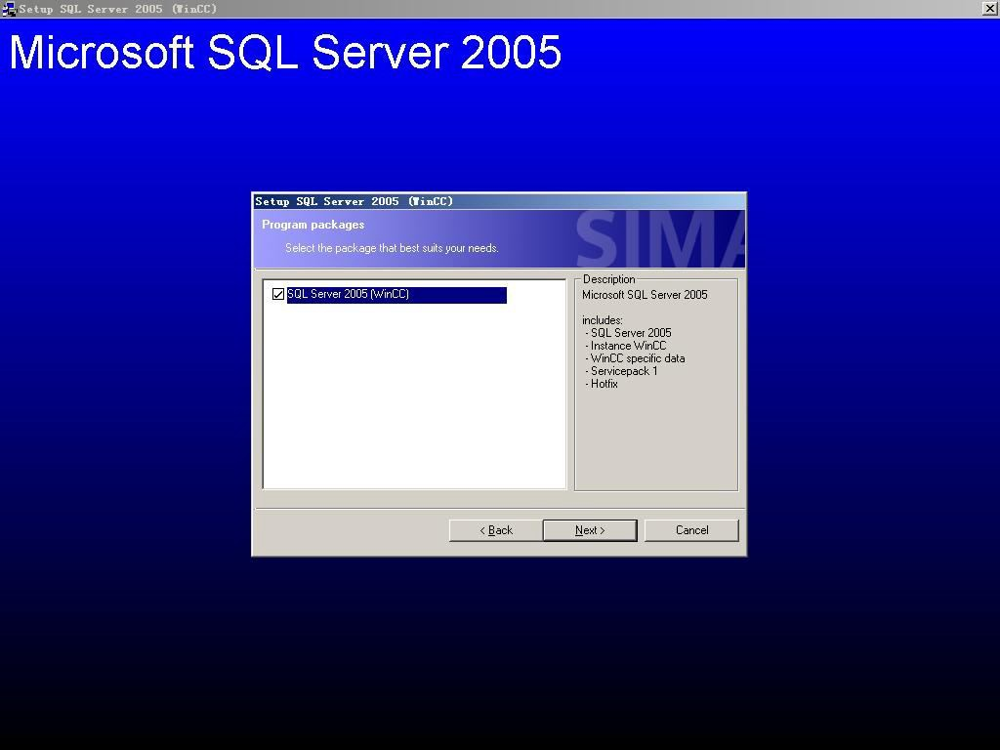 Setup SQL Server 2005 (WinCC)
Microsoft SQL Server 2005
Setup SQL Server 2005 (WinCC)
Program packages
Select the package that best suits your needs.
SIMA
SQL Server 2005 (WinCC)
Description
Microsoft SQL Server 2005
includes:
- SQL Server 2005
- Instance WinCC
- WinCC specific data
- Servicepack 1
- Hotfix
< Back
Next >
Cancel